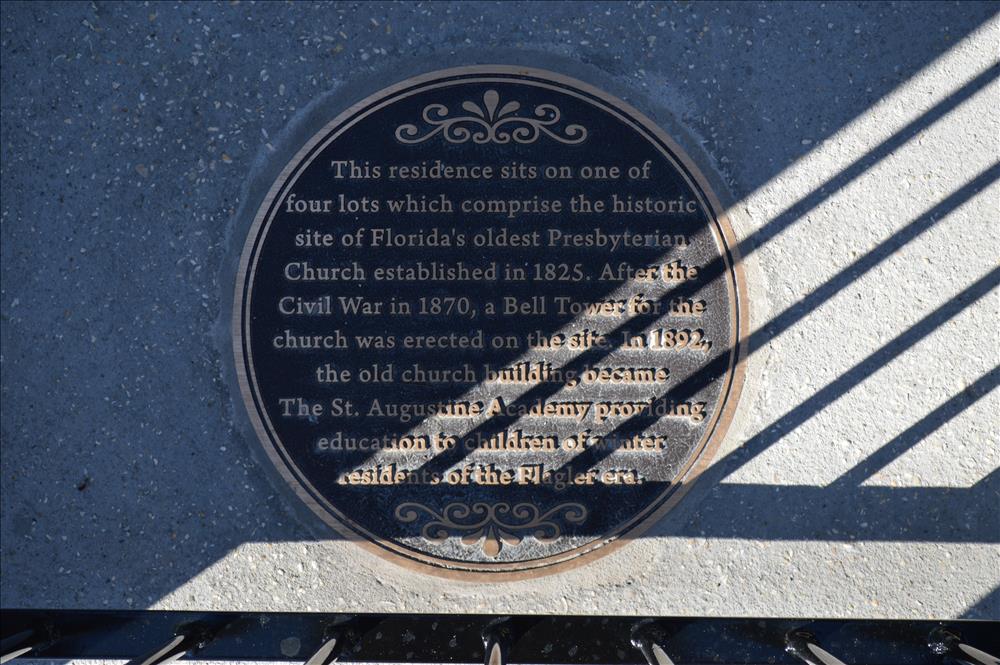 This residence sits on one of
four lots which comprise the historic
site of Florida's oldest Presbyterian
Church established in 1825. After the
Civil War in 1870, a Bell Tower for the
church was erected on the site. In 1892,
the old church building became
The St. Augustine Academy providing
education to children of winter
residents of the Flagler era.